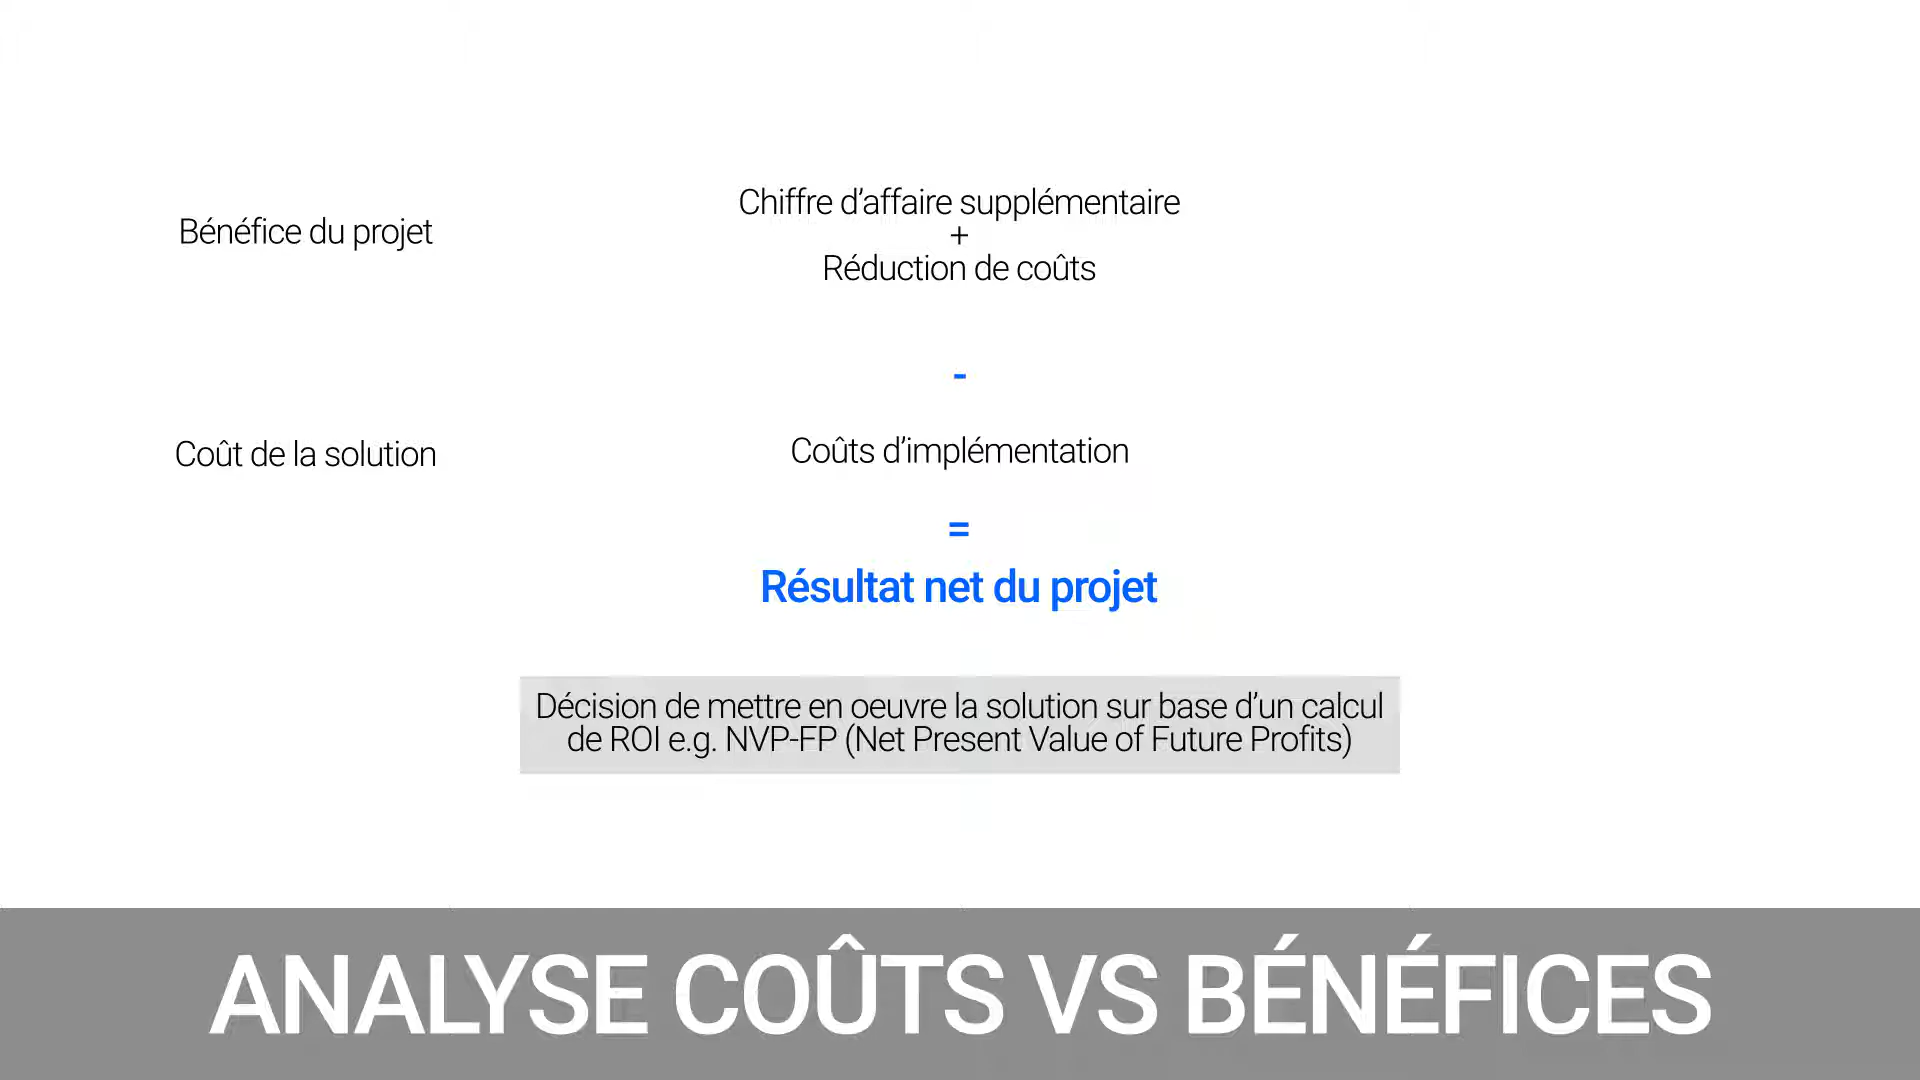 Bénéfice du projet
Chiffre d’affaire supplémentaire
+
Réduction de coûts
-
Coût de la solution
Coûts d’implémentation
=
Résultat net du projet
Décision de mettre en oeuvre la solution sur base d’un calcul
de ROI e.g. NVP-FP (Net Present Value of Future Profits)
ANALYSE COÛTS VS BÉNÉFICES